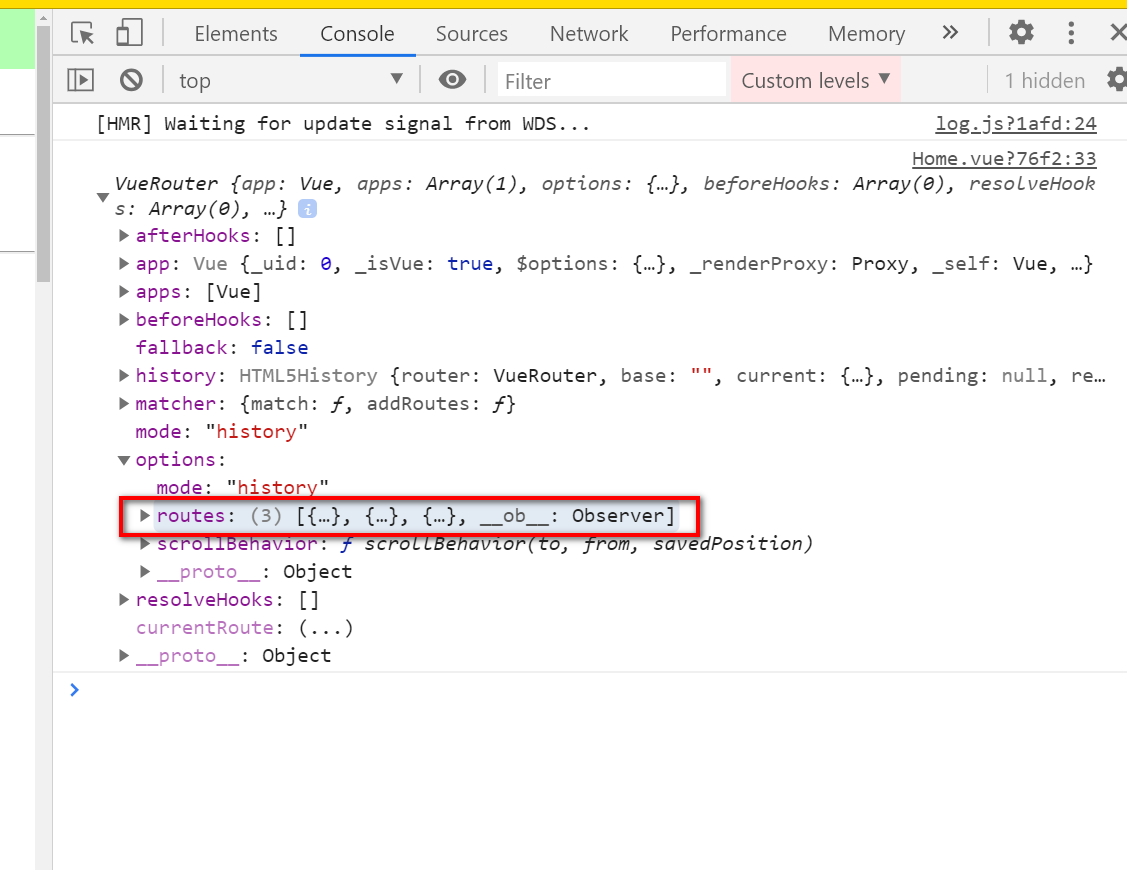 Elements Console Sources Network Performance Memory »
top Filter Custom levels 1 hidden
[HMR] Waiting for update signal from WDS... log.js?1afd:24
Home.vue?76f2:33
VueRouter {app: Vue, apps: Array(1), options: {…}, beforeHooks: Array(0), resolveHook
s: Array(0), …} i
afterHooks: []
app: Vue {_uid: 0, _isVue: true, $options: {…}, _renderProxy: Proxy, _self: Vue, …}
apps: [Vue]
beforeHooks: []
fallback: false
history: HTML5History {router: VueRouter, base: "", current: {…}, pending: null, re…
matcher: {match: ƒ, addRoutes: ƒ}
mode: "history"
options:
mode: "history"
routes: (3) [{…}, {…}, {…}, __ob__: Observer]
scrollBehavior: ƒ scrollBehavior(to, from, savedPosition)
__proto__: Object
resolveHooks: []
currentRoute: (...)
__proto__: Object